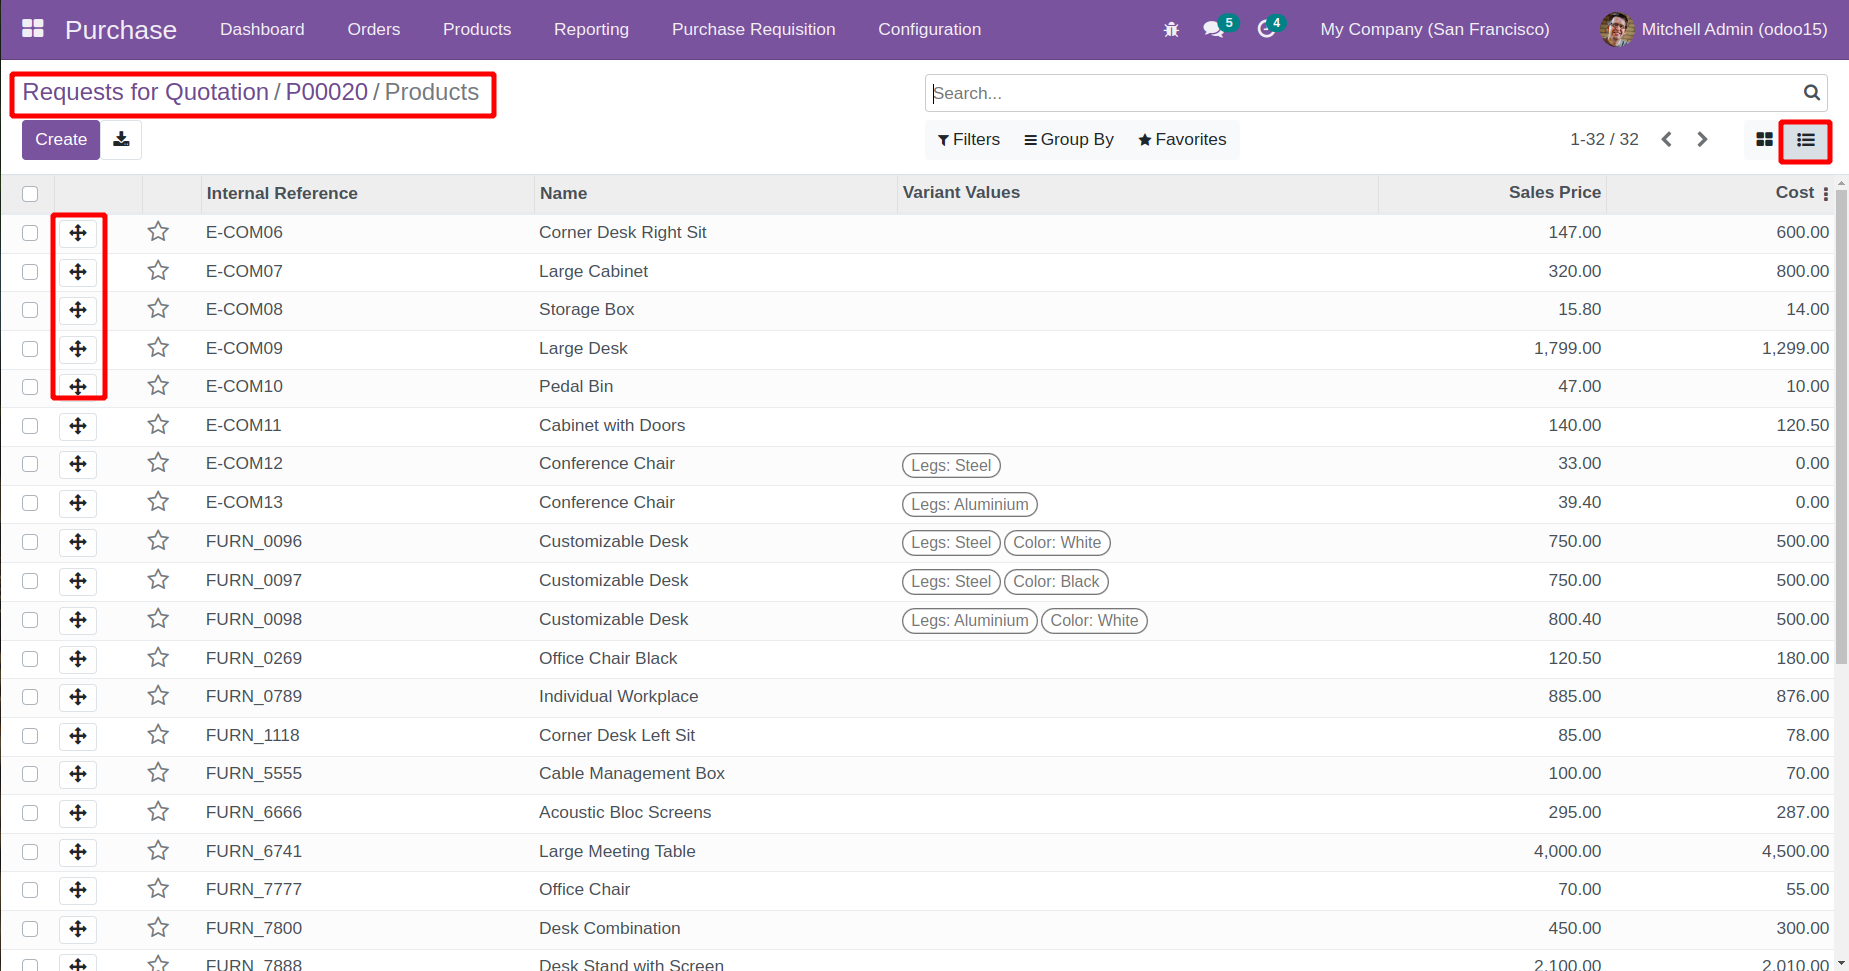 Purchase Dashboard Orders Products Reporting Purchase Requisition Configuration 5 4 My Company (San Francisco) Mitchell Admin (odoo15)
Requests for Quotation / P00020 / Products
Search...
Create Filters Group By Favorites 1-32 / 32
Internal Reference Name Variant Values Sales Price Cost
E-COM06 Corner Desk Right Sit 147.00 600.00
E-COM07 Large Cabinet 320.00 800.00
E-COM08 Storage Box 15.80 14.00
E-COM09 Large Desk 1,799.00 1,299.00
E-COM10 Pedal Bin 47.00 10.00
E-COM11 Cabinet with Doors 140.00 120.50
E-COM12 Conference Chair Legs: Steel 33.00 0.00
E-COM13 Conference Chair Legs: Aluminium 39.40 0.00
FURN_0096 Customizable Desk Legs: Steel Color: White 750.00 500.00
FURN_0097 Customizable Desk Legs: Steel Color: Black 750.00 500.00
FURN_0098 Customizable Desk Legs: Aluminium Color: White 800.40 500.00
FURN_0269 Office Chair Black 120.50 180.00
FURN_0789 Individual Workplace 885.00 876.00
FURN_1118 Corner Desk Left Sit 85.00 78.00
FURN_5555 Cable Management Box 100.00 70.00
FURN_6666 Acoustic Bloc Screens 295.00 287.00
FURN_6741 Large Meeting Table 4,000.00 4,500.00
FURN_7777 Office Chair 70.00 55.00
FURN_7800 Desk Combination 450.00 300.00
FURN_7888 Desk Stand with Screen 2,100.00 2,010.00